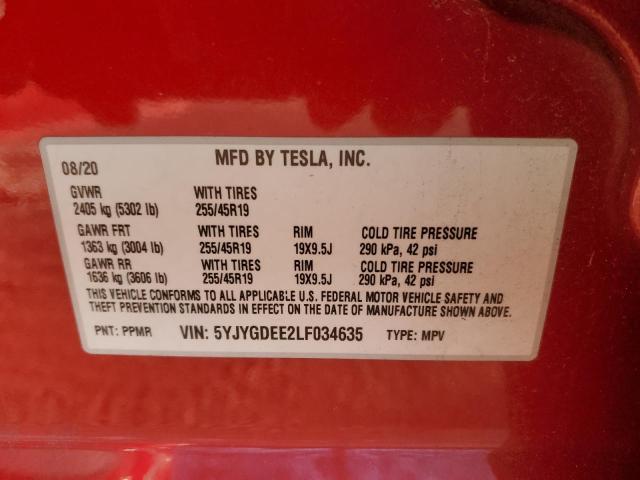 08/20 MFD BY TESLA, INC.
GVWR WITH TIRES
2405 kg (5302 lb) 255/45R19
GAWR FRT WITH TIRES RIM COLD TIRE PRESSURE
1363 kg (3004 lb) 255/45R19 19X9.5J 290 kPa, 42 psi
GAWR RR WITH TIRES RIM COLD TIRE PRESSURE
1636 kg (3606 lb) 255/45R19 19X9.5J 290 kPa, 42 psi
THIS VEHICLE CONFORMS TO ALL APPLICABLE U.S. FEDERAL MOTOR VEHICLE SAFETY AND
THEFT PREVENTION STANDARDS IN EFFECT ON THE DATE OF MANUFACTURE SHOWN ABOVE.
PNT: PPMR VIN: 5YJYGDEE2LF034635 TYPE: MPV